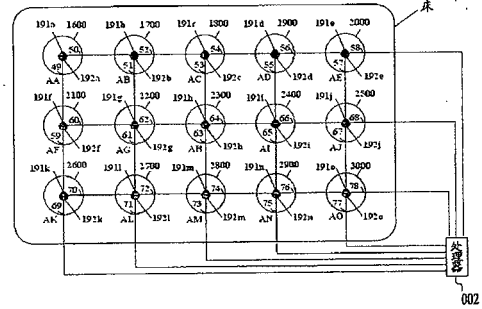 191a 1600 191b 1700 191c 1800 191d 1900 191e 2000 床
50 52 54 56 58
49 51 53 55 57
AA 192a AB 192b AC 192c AD 192d AE 192e
191f 2100 191g 2200 191h 2300 191i 2400 191j 2500
60 62 64 66 68
59 61 63 65 67
AF 192f AG 192g AH 192h AI 192i AJ 192j
191k 2600 191l 2700 191m 2800 191n 2900 191o 3000
70 72 74 76 78
69 71 73 75 77
AK 192k AL 192l AM 192m AN 192n AO 192o
处理器
002